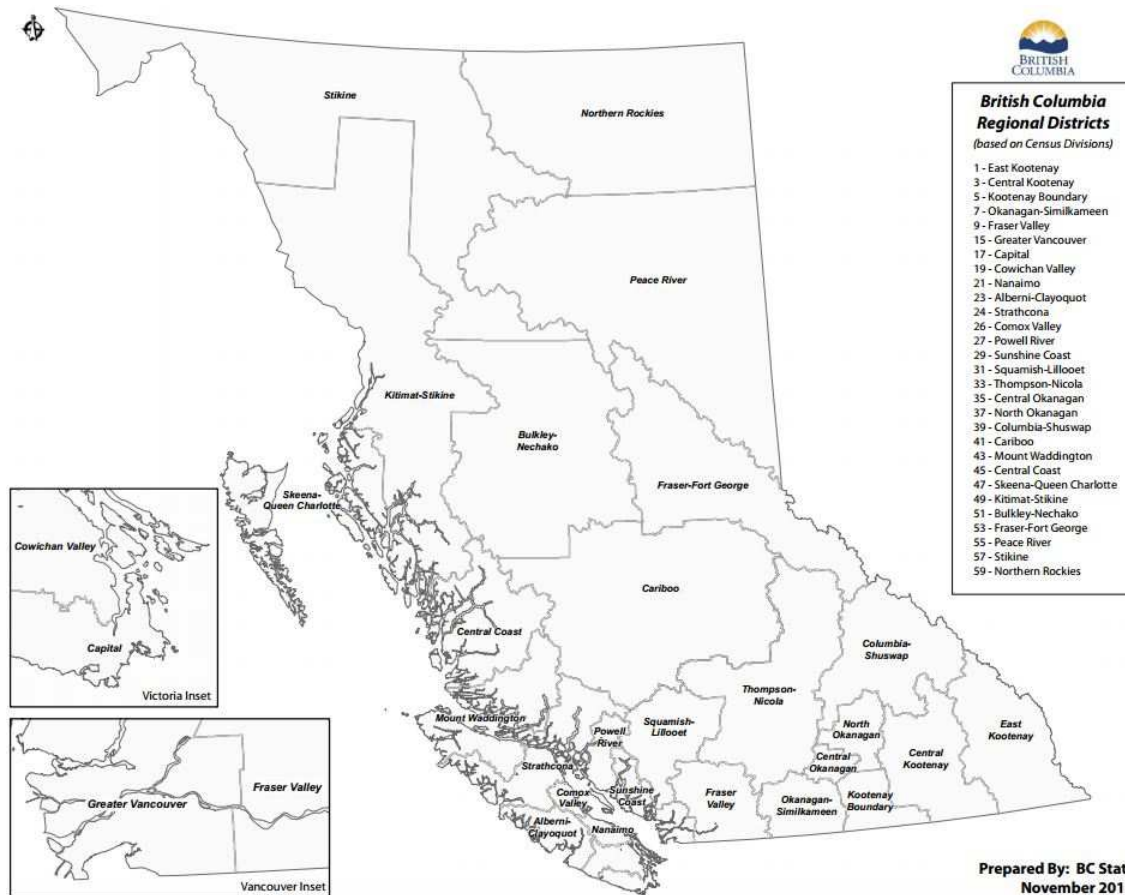 BRITISH
COLUMBIA
British Columbia
Regional Districts
(based on Census Divisions)
1 - East Kootenay
3 - Central Kootenay
5 - Kootenay Boundary
7 - Okanagan-Similkameen
9 - Fraser Valley
15 - Greater Vancouver
17 - Capital
19 - Cowichan Valley
21 - Nanaimo
23 - Alberni-Clayoquot
24 - Strathcona
26 - Comox Valley
27 - Powell River
29 - Sunshine Coast
31 - Squamish-Lillooet
33 - Thompson-Nicola
35 - Central Okanagan
37 - North Okanagan
39 - Columbia-Shuswap
41 - Cariboo
43 - Mount Waddington
45 - Central Coast
47 - Skeena-Queen Charlotte
49 - Kitimat-Stikine
51 - Bulkley-Nechako
53 - Fraser-Fort George
55 - Peace River
57 - Stikine
59 - Northern Rockies
Stikine
Northern Rockies
Peace River
Kitimat-Stikine
Bulkley-
Nechako
Fraser-Fort George
Skeena-
Queen Charlotte
Cariboo
Central Coast
Columbia-
Shuswap
Thompson-
Nicola
Mount Waddington
Powell
River
Squamish-
Lillooet
North
Okanagan
East
Kootenay
Central
Okanagan
Central
Kootenay
Strathcona
Comox
Valley
Sunshine
Coast
Fraser
Valley
Okanagan-
Similkameen
Kootenay
Boundary
Alberni-
Clayoquot
Nanaimo
Cowichan Valley
Capital
Victoria Inset
Greater Vancouver
Fraser Valley
Vancouver Inset
Prepared By: BC Stat
November 201